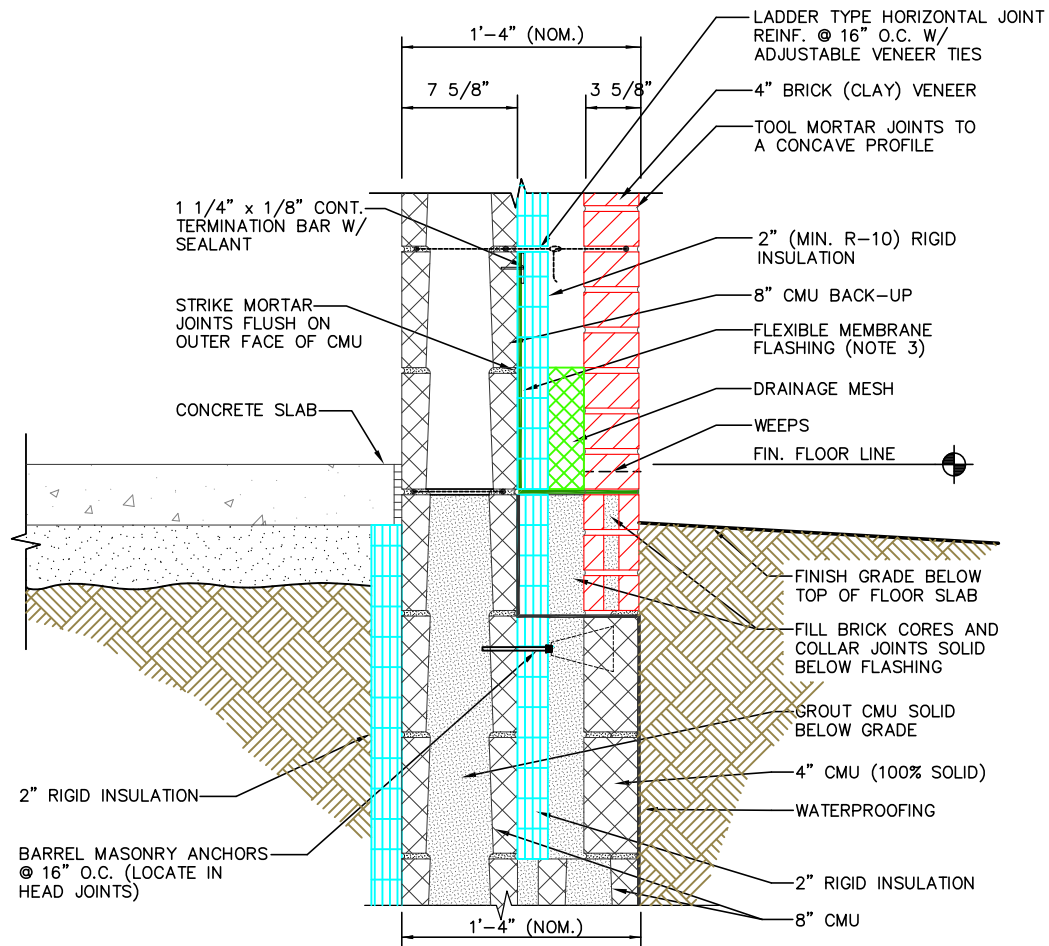 LADDER TYPE HORIZONTAL JOINT
REINF. @ 16" O.C. W/
ADJUSTABLE VENEER TIES
1'-4" (NOM.)
7 5/8"
3 5/8"
4" BRICK (CLAY) VENEER
TOOL MORTAR JOINTS TO
A CONCAVE PROFILE
1 1/4" x 1/8" CONT.
TERMINATION BAR W/
SEALANT
2" (MIN. R-10) RIGID
INSULATION
STRIKE MORTAR
JOINTS FLUSH ON
OUTER FACE OF CMU
8" CMU BACK-UP
FLEXIBLE MEMBRANE
FLASHING (NOTE 3)
DRAINAGE MESH
CONCRETE SLAB
WEEPS
FIN. FLOOR LINE
FINISH GRADE BELOW
TOP OF FLOOR SLAB
FILL BRICK CORES AND
COLLAR JOINTS SOLID
BELOW FLASHING
GROUT CMU SOLID
BELOW GRADE
4" CMU (100% SOLID)
2" RIGID INSULATION
WATERPROOFING
BARREL MASONRY ANCHORS
@ 16" O.C. (LOCATE IN
HEAD JOINTS)
2" RIGID INSULATION
8" CMU
1'-4" (NOM.)